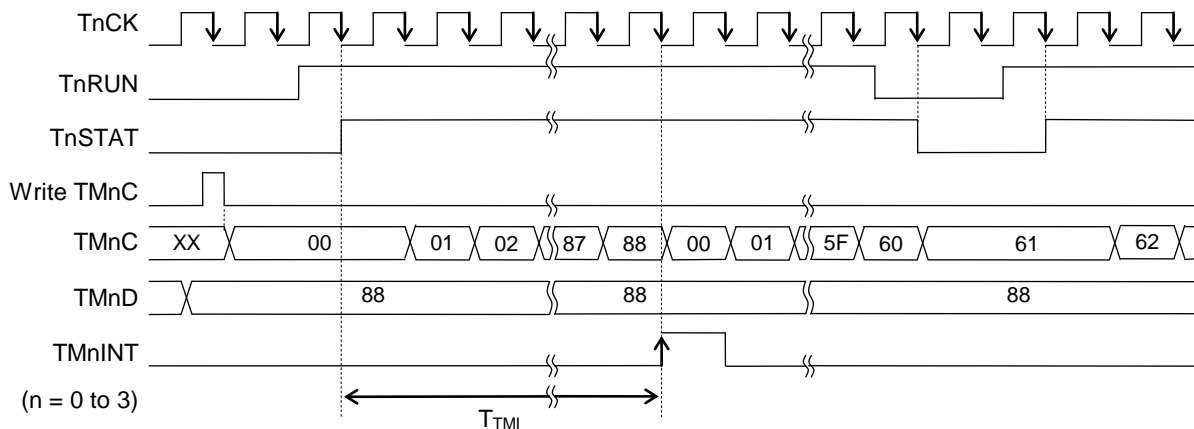 TnCK
TnRUN
TnSTAT
Write TMnC
TMnC XX 00 01 02 87 88 00 01 5F 60 61 62
TMnD 88 88 88
TMnINT
(n = 0 to 3)
TTMI